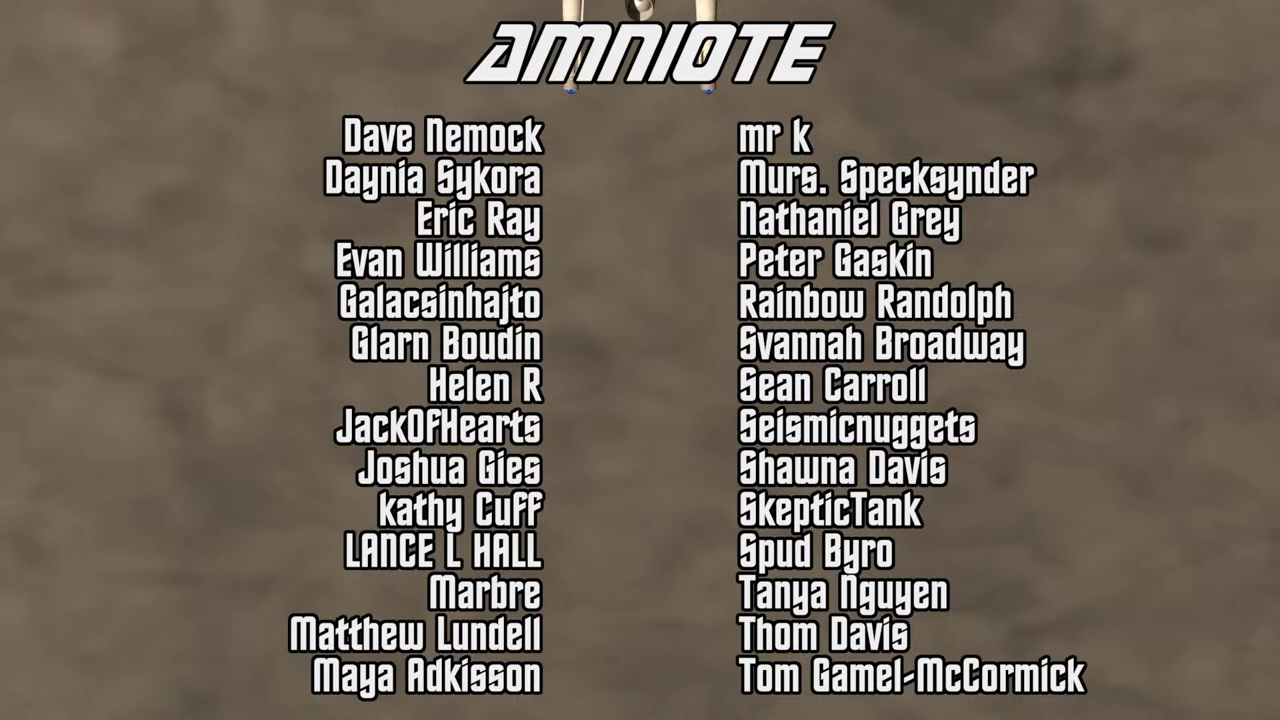 AMNIOTE
Dave Nemock
Daynia Sykora
Eric Ray
Evan Williams
Galacsinhajto
Glarn Boudin
Helen R
JackOfHearts
Joshua Gies
kathy Cuff
LANCE L HALL
Marbre
Matthew Lundell
Maya Adkisson
mr k
Murs. Specksynder
Nathaniel Grey
Peter Gaskin
Rainbow Randolph
Svannah Broadway
Sean Carroll
Seismicnuggets
Shawna Davis
SkepticTank
Spud Byro
Tanya Nguyen
Thom Davis
Tom Gamel-McCormick